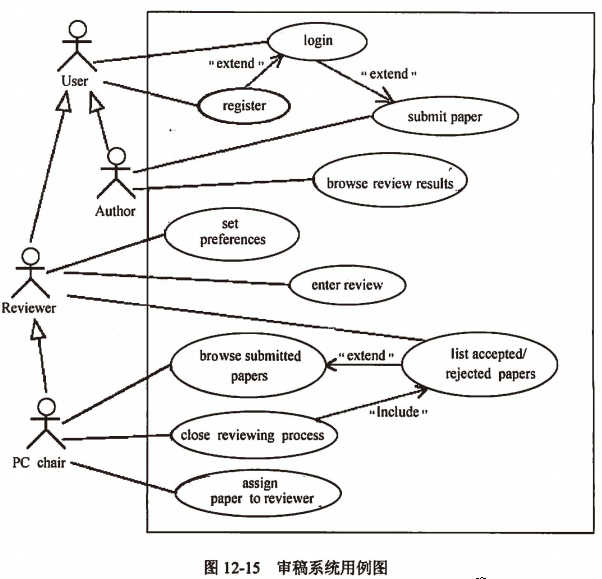 login
"extend"
User
"extend"
register
submit paper
browse review results
Author
set
preferences
enter review
Reviewer
browse submitted
papers
"extend"
list accepted/
rejected papers
"Include"
close reviewing process
PC chair
assign
paper to reviewer
图 12-15 审稿系统用例图